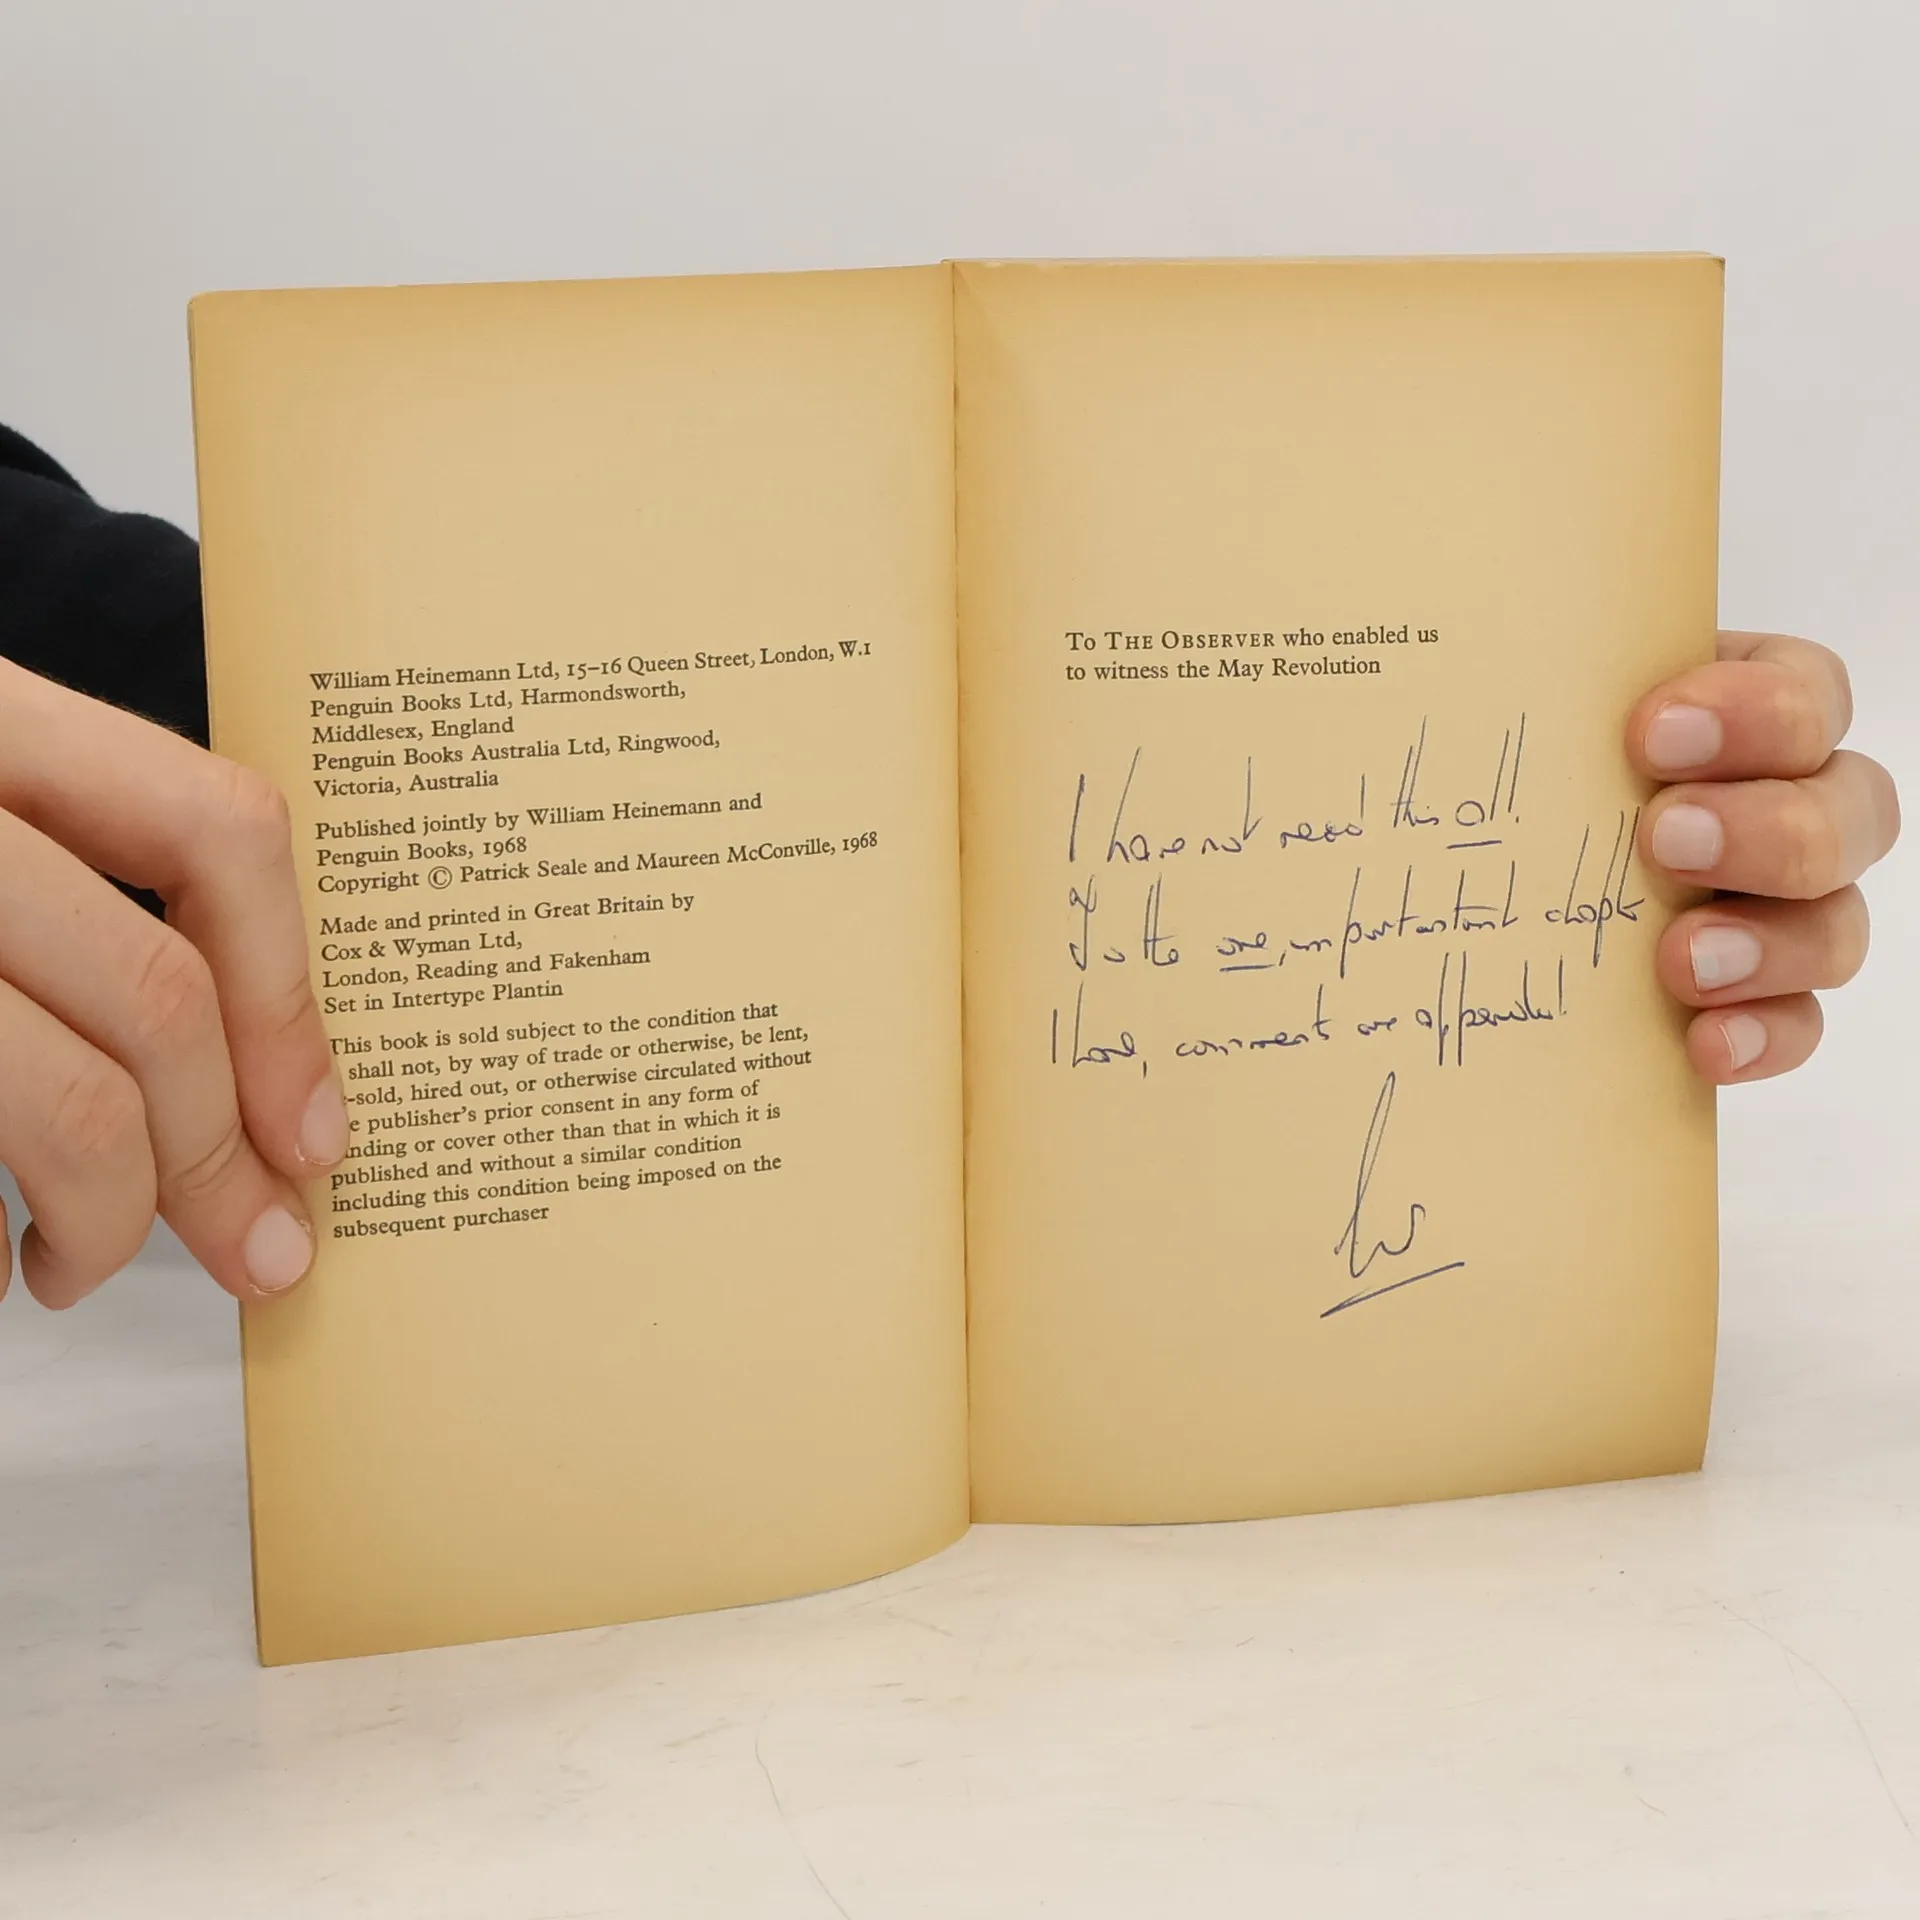 William Heinemann Ltd, 15–16 Queen Street, London, W.1
Penguin Books Ltd, Harmondsworth,
Middlesex, England
Penguin Books Australia Ltd, Ringwood,
Victoria, Australia
Published jointly by William Heinemann and
Penguin Books, 1968
Copyright © Patrick Seale and Maureen McConville, 1968
Made and printed in Great Britain by
Cox & Wyman Ltd,
London, Reading and Fakenham
Set in Intertype Plantin
This book is sold subject to the condition that
shall not, by way of trade or otherwise, be lent,
-sold, hired out, or otherwise circulated without
e publisher's prior consent in any form of
nding or cover other than that in which it is
published and without a similar condition
including this condition being imposed on the
subsequent purchaser
To THE OBSERVER who enabled us
to witness the May Revolution
I have not read this all!
the one, important chapter
I have, comments are appended!